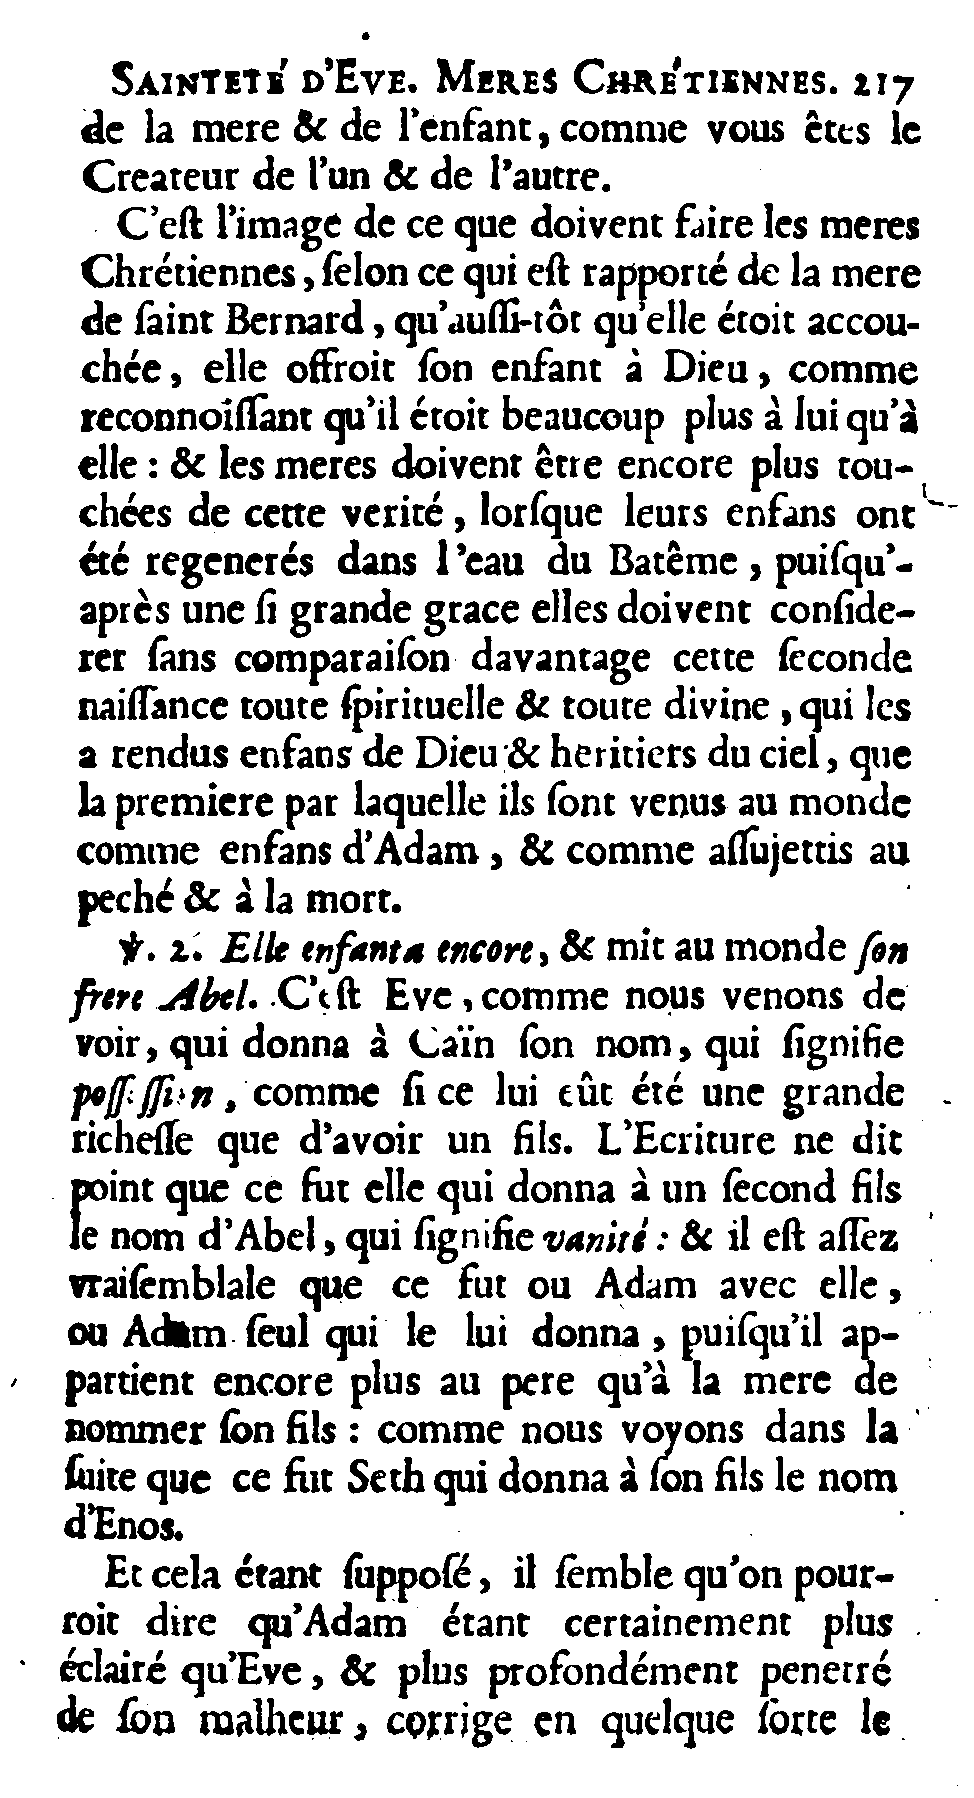 SAINTETÉ D'EVE. MERES CHRÉTIENNES. 217
de la mere & de l'enfant, comme vous êtes le
Createur de l'un & de l'autre.
C'eſt l'image de ce que doivent faire les meres
Chrétiennes, ſelon ce qui eſt rapporté de la mere
de ſaint Bernard, qu'auſſi-tôt qu'elle étoit accou-
chée, elle offroit ſon enfant à Dieu, comme
reconnoiſſant qu'il étoit beaucoup plus à lui qu'à
elle : & les meres doivent être encore plus tou-
chées de cette verité, lorſque leurs enfans ont
été regenerés dans l'eau du Batême, puiſqu'-
après une ſi grande grace elles doivent conſide-
rer ſans comparaiſon davantage cette ſeconde
naiſſance toute ſpirituelle & toute divine, qui les
a rendus enfans de Dieu & heritiers du ciel, que
la premiere par laquelle ils ſont venus au monde
comme enfans d'Adam, & comme aſſujettis au
peché & à la mort.
℣. 2. Elle enfanta encore, & mit au monde ſon
frere Abel. C'eſt Eve, comme nous venons de
voir, qui donna à Caïn ſon nom, qui ſignifie
poſſeſſion, comme ſi ce lui eût été une grande
richeſſe que d'avoir un fils. L'Ecriture ne dit
point que ce fut elle qui donna à un ſecond fils
le nom d'Abel, qui ſignifie vanité : & il eſt aſſez
vraiſemblale que ce fut ou Adam avec elle,
ou Adam ſeul qui le lui donna, puiſqu'il ap-
partient encore plus au pere qu'à la mere de
nommer ſon fils : comme nous voyons dans la
ſuite que ce fut Seth qui donna à ſon fils le nom
d'Enos.
Et cela étant ſuppoſé, il ſemble qu'on pour-
roit dire qu'Adam étant certainement plus
éclairé qu'Eve, & plus profondément penetré
de ſon malheur, corrige en quelque ſorte le